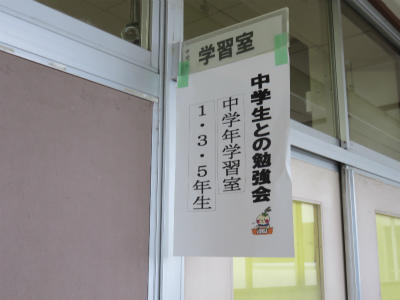 学習室
中学生との勉強会
中学年学習室
1・3・5年生